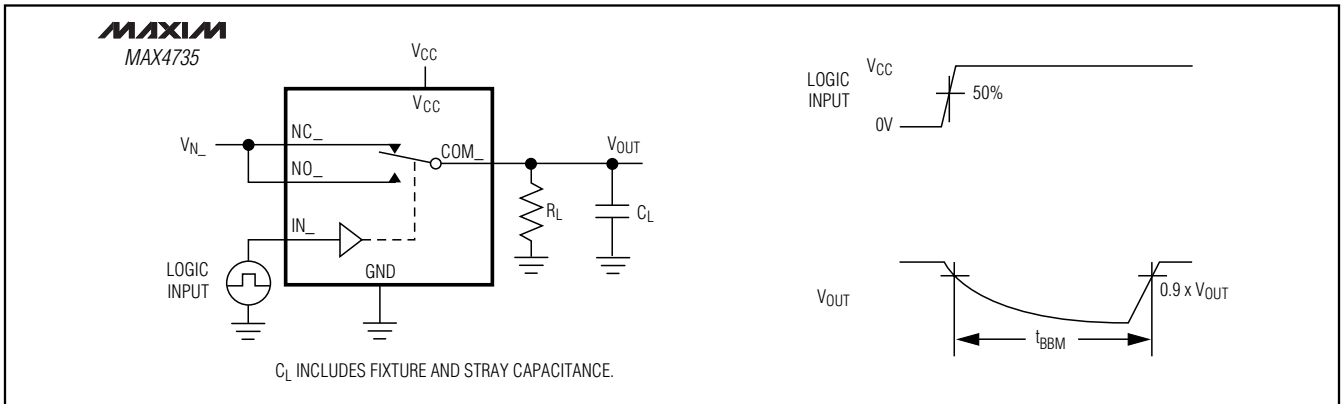 MAXIM
MAX4735
VCC
VCC
VN_
NC_
NO_
COM_
VOUT
IN_
RL
CL
LOGIC
INPUT
GND
CL INCLUDES FIXTURE AND STRAY CAPACITANCE.
LOGIC
INPUT
VCC
50%
0V
VOUT
0.9 x VOUT
tBBM